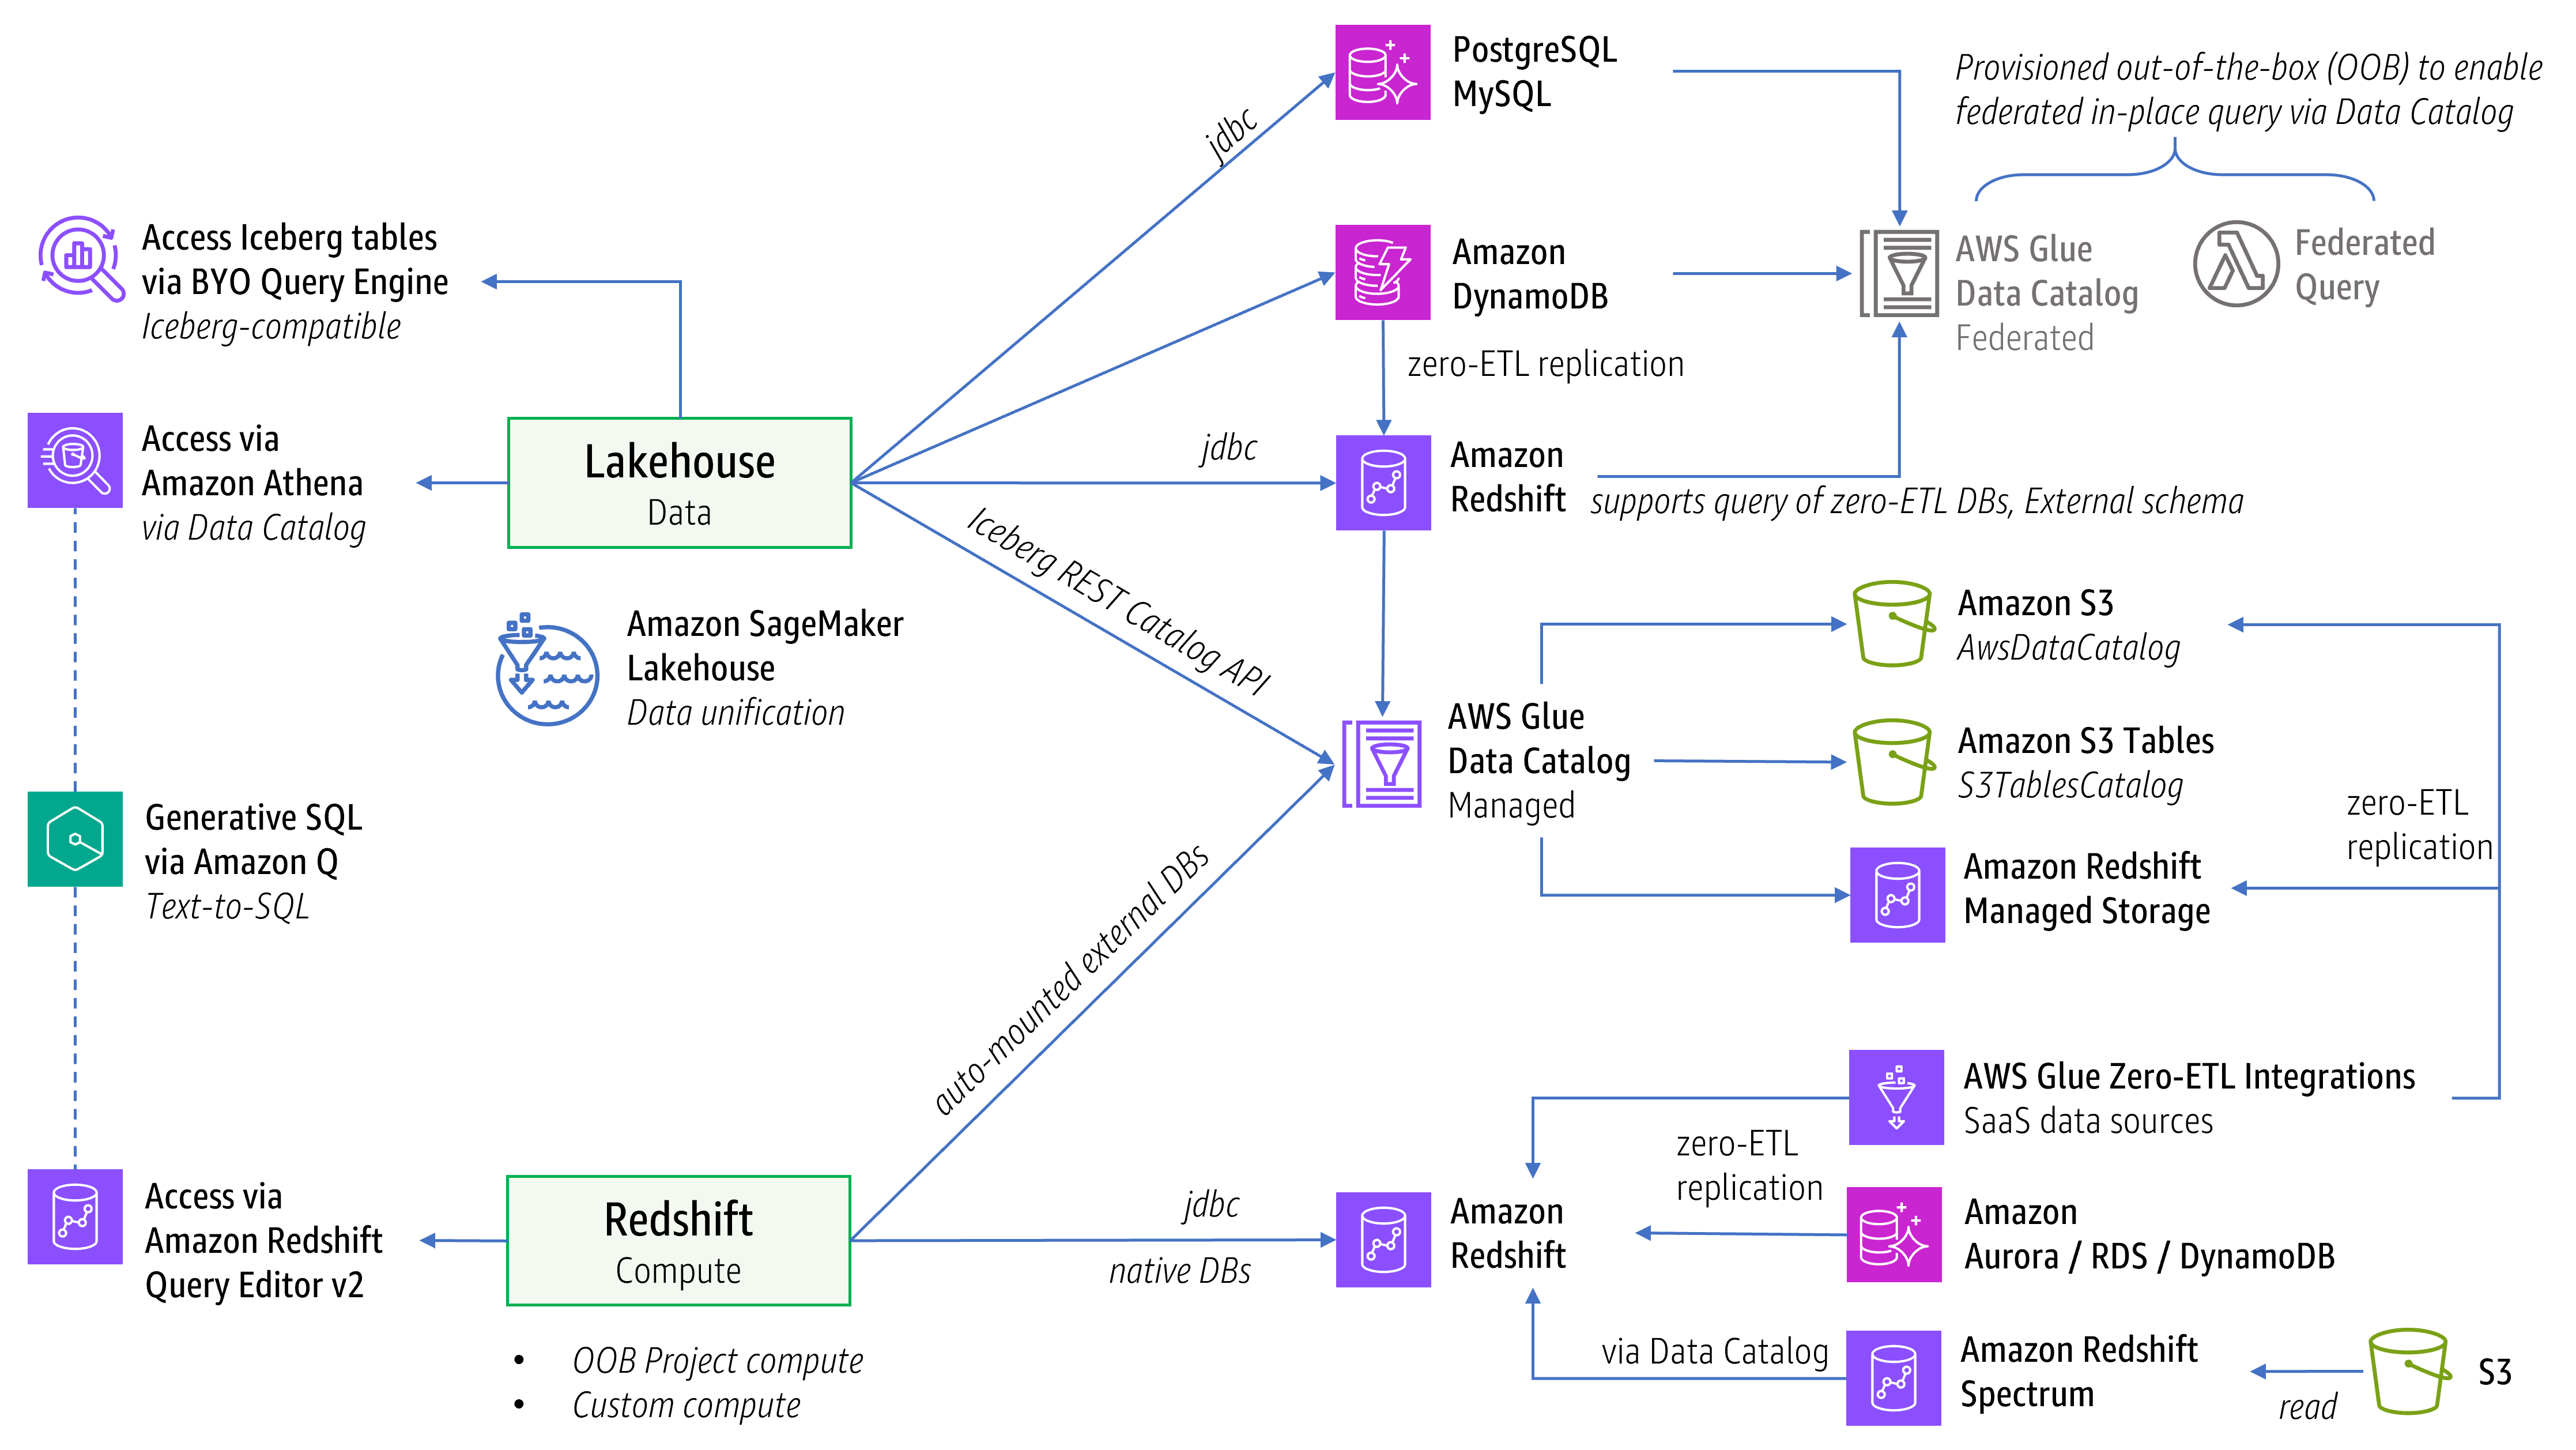 PostgreSQL
MySQL
Provisioned out-of-the-box (OOB) to enable
federated in-place query via Data Catalog
jdbc
Access Iceberg tables
via BYO Query Engine
Iceberg-compatible
Amazon
DynamoDB
AWS Glue
Data Catalog
Federated
Federated
Query
zero-ETL replication
Access via
Amazon Athena
via Data Catalog
Lakehouse
Data
jdbc
Amazon
Redshift
supports query of zero-ETL DBs, External schema
Iceberg REST Catalog API
Amazon SageMaker
Lakehouse
Data unification
Amazon S3
AwsDataCatalog
AWS Glue
Data Catalog
Managed
Amazon S3 Tables
S3TablesCatalog
zero-ETL
replication
Generative SQL
via Amazon Q
Text-to-SQL
Amazon Redshift
Managed Storage
auto-mounted external DBs
AWS Glue Zero-ETL Integrations
SaaS data sources
zero-ETL
replication
Access via
Amazon Redshift
Query Editor v2
Redshift
Compute
jdbc
native DBs
Amazon
Redshift
Amazon
Aurora / RDS / DynamoDB
OOB Project compute
Custom compute
via Data Catalog
Amazon Redshift
Spectrum
read
S3